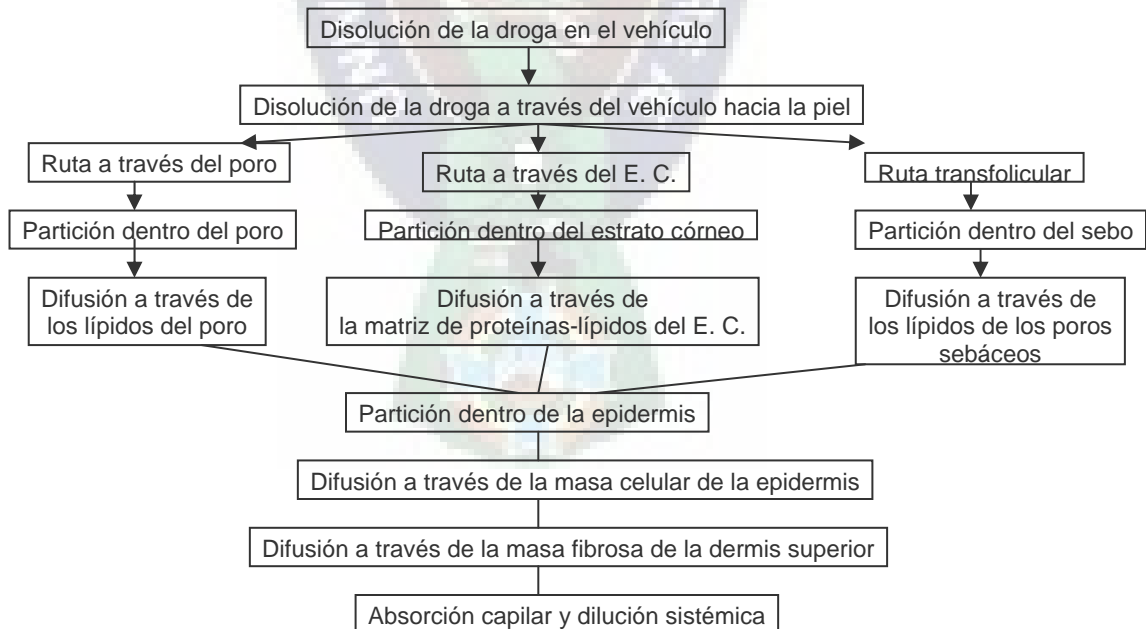 Disolución de la droga en el vehículo
Disolución de la droga a través del vehículo hacia la piel
Ruta a través del poro
Ruta a través del E. C.
Ruta transfolicular
Partición dentro del poro
Partición dentro del estrato córneo
Partición dentro del sebo
Difusión a través de
los lípidos del poro
Difusión a través de
la matriz de proteínas-lípidos del E. C.
Difusión a través de
los lípidos de los poros
sebáceos
Partición dentro de la epidermis
Difusión a través de la masa celular de la epidermis
Difusión a través de la masa fibrosa de la dermis superior
Absorción capilar y dilución sistémica